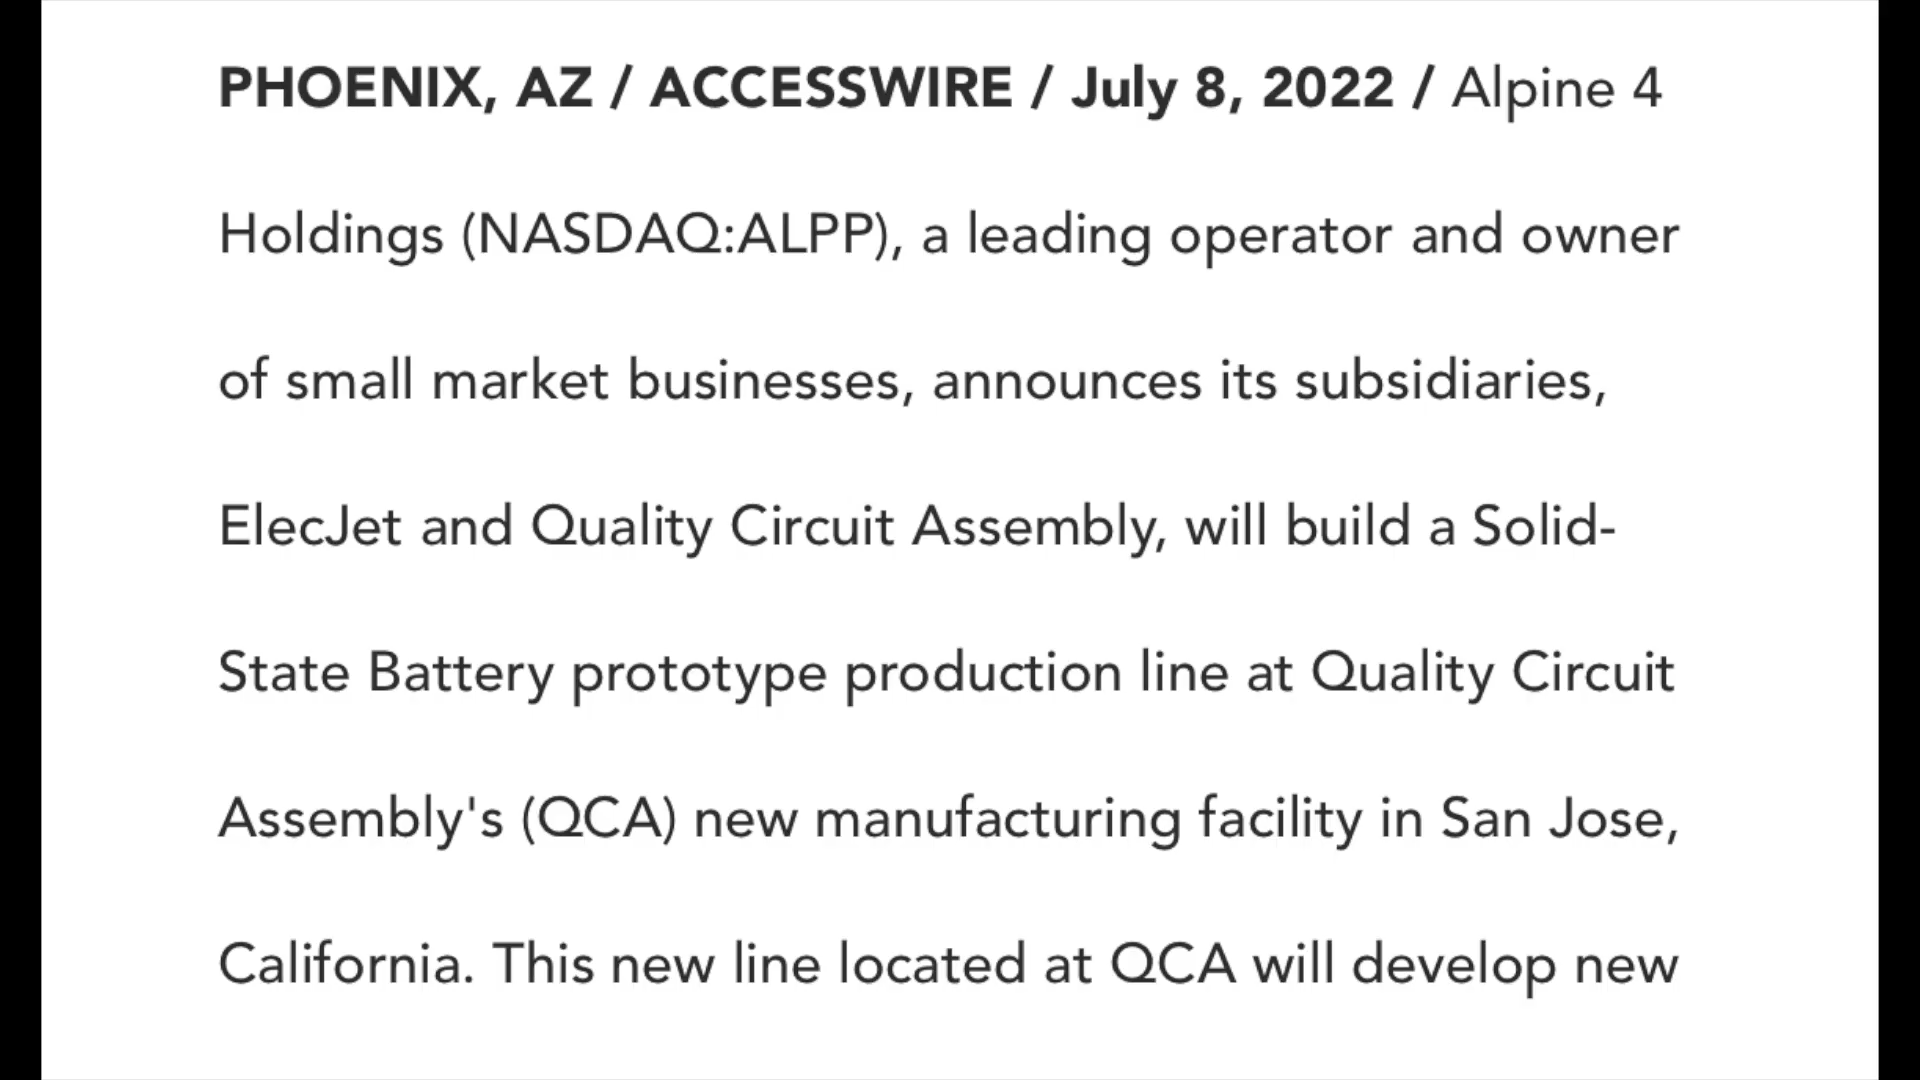 PHOENIX, AZ / ACCESSWIRE / July 8, 2022 / Alpine 4
Holdings (NASDAQ:ALPP), a leading operator and owner
of small market businesses, announces its subsidiaries,
ElecJet and Quality Circuit Assembly, will build a Solid-
State Battery prototype production line at Quality Circuit
Assembly's (QCA) new manufacturing facility in San Jose,
California. This new line located at QCA will develop new